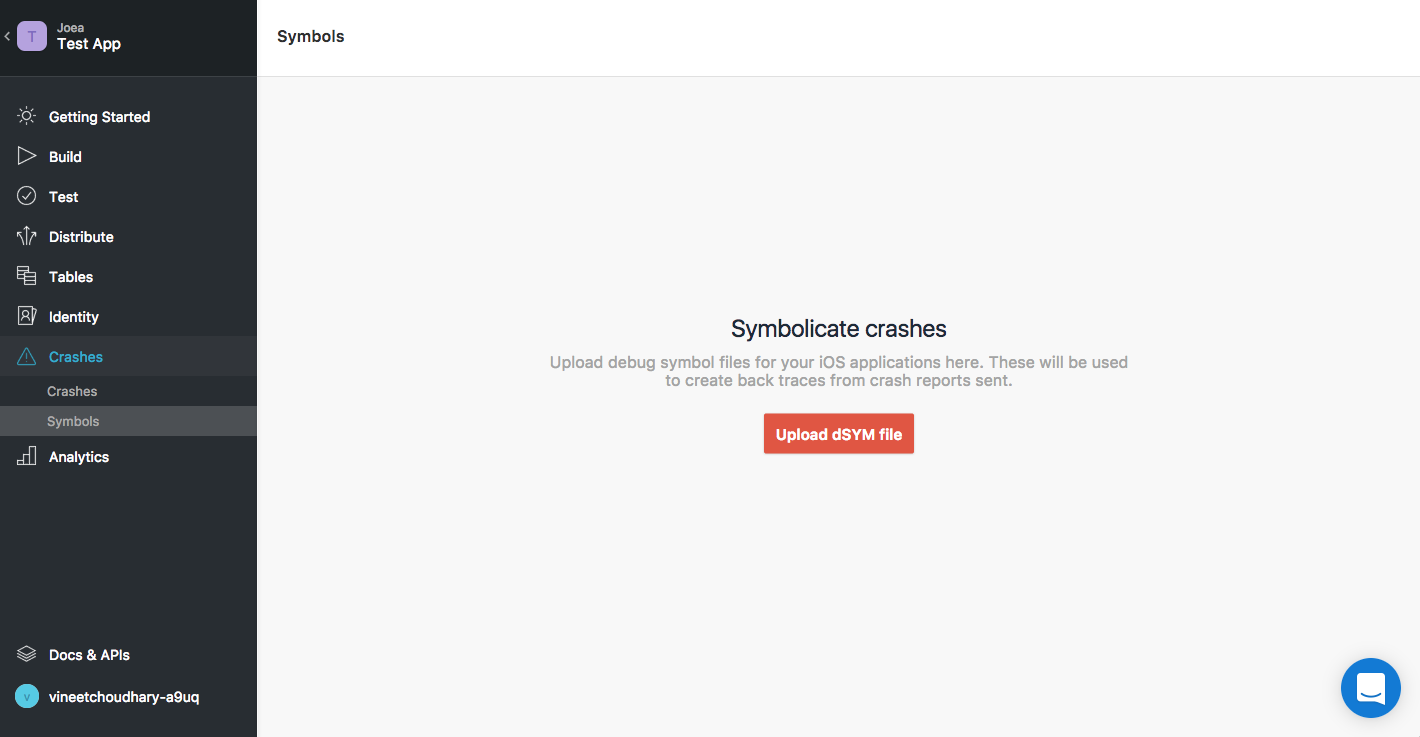 Joea
T
Test App
Symbols
Getting Started
Build
Test
Distribute
Tables
Identity
Crashes
Crashes
Symbols
Analytics
Symbolicate crashes
Upload debug symbol files for your iOS applications here. These will be used
to create back traces from crash reports sent.
Upload dSYM file
Docs & APIs
v
vineetchoudhary-a9uq